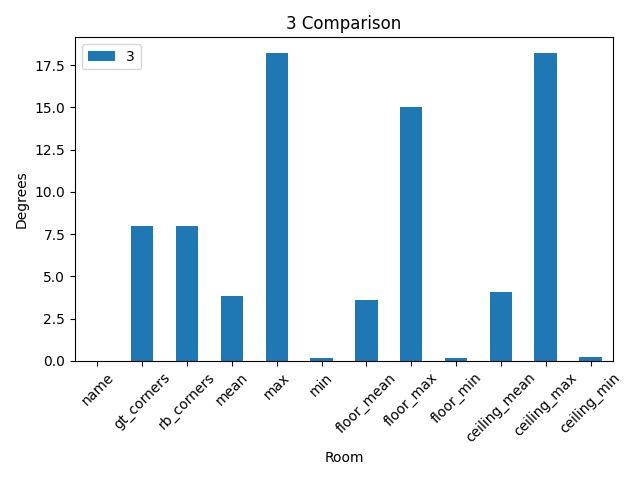 3 Comparison
3
Degrees
17.5
15.0
12.5
10.0
7.5
5.0
2.5
0.0
name
gt_corners
rb_corners
mean
max
min
floor_mean
floor_max
floor_min
ceiling_mean
ceiling_max
ceiling_min
Room